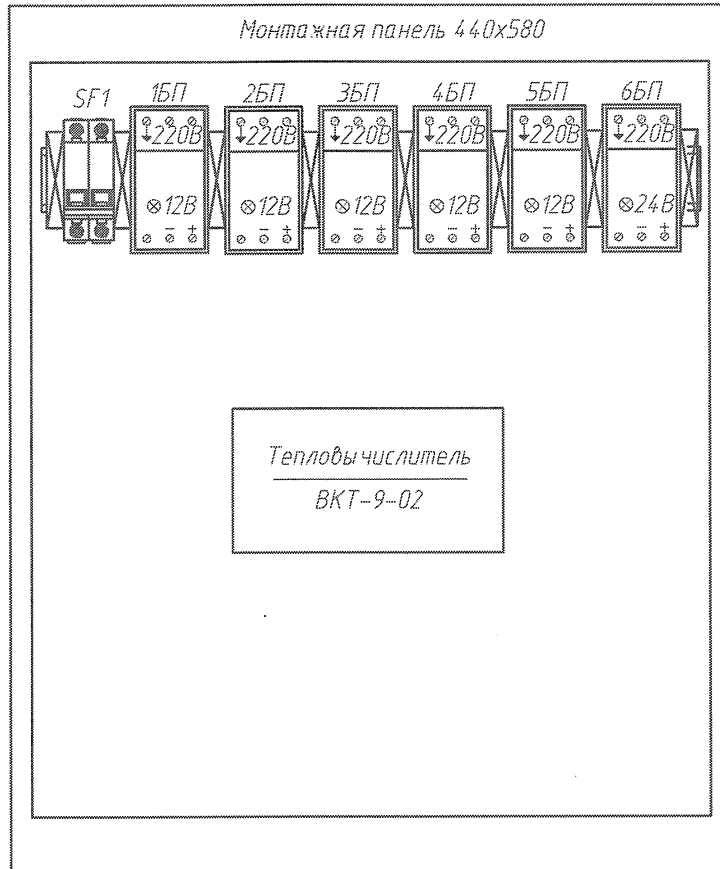 Монтажная панель 440х580
SF1 1БП 2БП 3БП 4БП 5БП 6БП
220В 220В 220В 220В 220В 220В
12В 12В 12В 12В 12В 24В
− + − + − + − + − + − +
Тепловычислитель
ВКТ-9-02